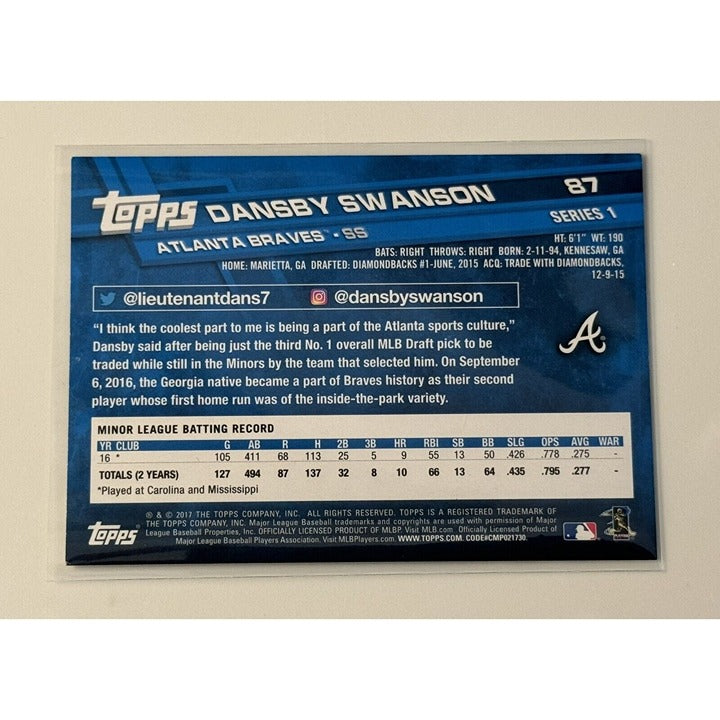 topps DANSBY SWANSON 87
ATLANTA BRAVES™ • SS SERIES 1
HT: 6'1" WT: 190
BATS: RIGHT THROWS: RIGHT BORN: 2-11-94, KENNESAW, GA
HOME: MARIETTA, GA DRAFTED: DIAMONDBACKS #1-JUNE, 2015 ACQ: TRADE WITH DIAMONDBACKS,
12-9-15
@lieutenantdans7 @dansbyswanson
“I think the coolest part to me is being a part of the Atlanta sports culture,”
Dansby said after being just the third No. 1 overall MLB Draft pick to be
traded while still in the Minors by the team that selected him. On September
6, 2016, the Georgia native became a part of Braves history as their second
player whose first home run was of the inside-the-park variety.
A
MINOR LEAGUE BATTING RECORD
YR CLUB G AB R H 2B 3B HR RBI SB BB SLG OPS AVG WAR
16 * 105 411 68 113 25 5 9 55 13 50 .426 .778 .275 -
TOTALS (2 YEARS) 127 494 87 137 32 8 10 66 13 64 .435 .795 .277 -
*Played at Carolina and Mississippi
® & © 2017 THE TOPPS COMPANY, INC. ALL RIGHTS RESERVED. TOPPS IS A REGISTERED TRADEMARK OF
THE TOPPS COMPANY, INC. Major League Baseball trademarks and copyrights are used with permission of Major
League Baseball Properties, Inc. OFFICIALLY LICENSED PRODUCT Visit MLB.com. Officially Licensed Product of
Major League Baseball Players Association. Visit MLBPlayers.com. WWW.TOPPS.COM. CODE#CMP021730.
topps